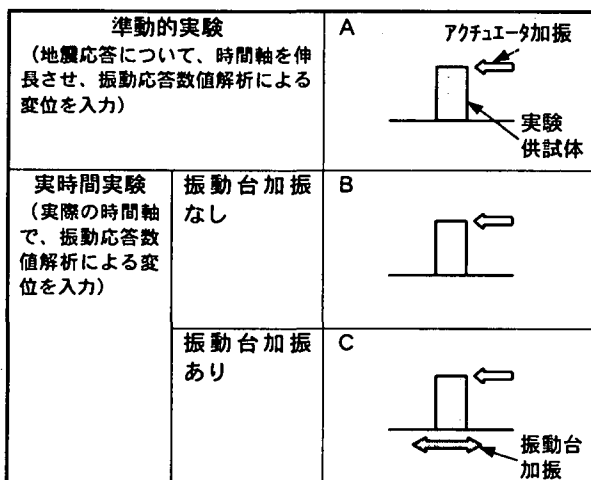 準動的実験
（地震応答について、時間軸を伸
長させ、振動応答数値解析による
変位を入力）
A
アクチュエータ加振
実験
供試体
実時間実験
（実際の時間軸
で、振動応答数
値解析による変
位を入力）
振動台加振
なし
B
振動台加振
あり
C
振動台
加振